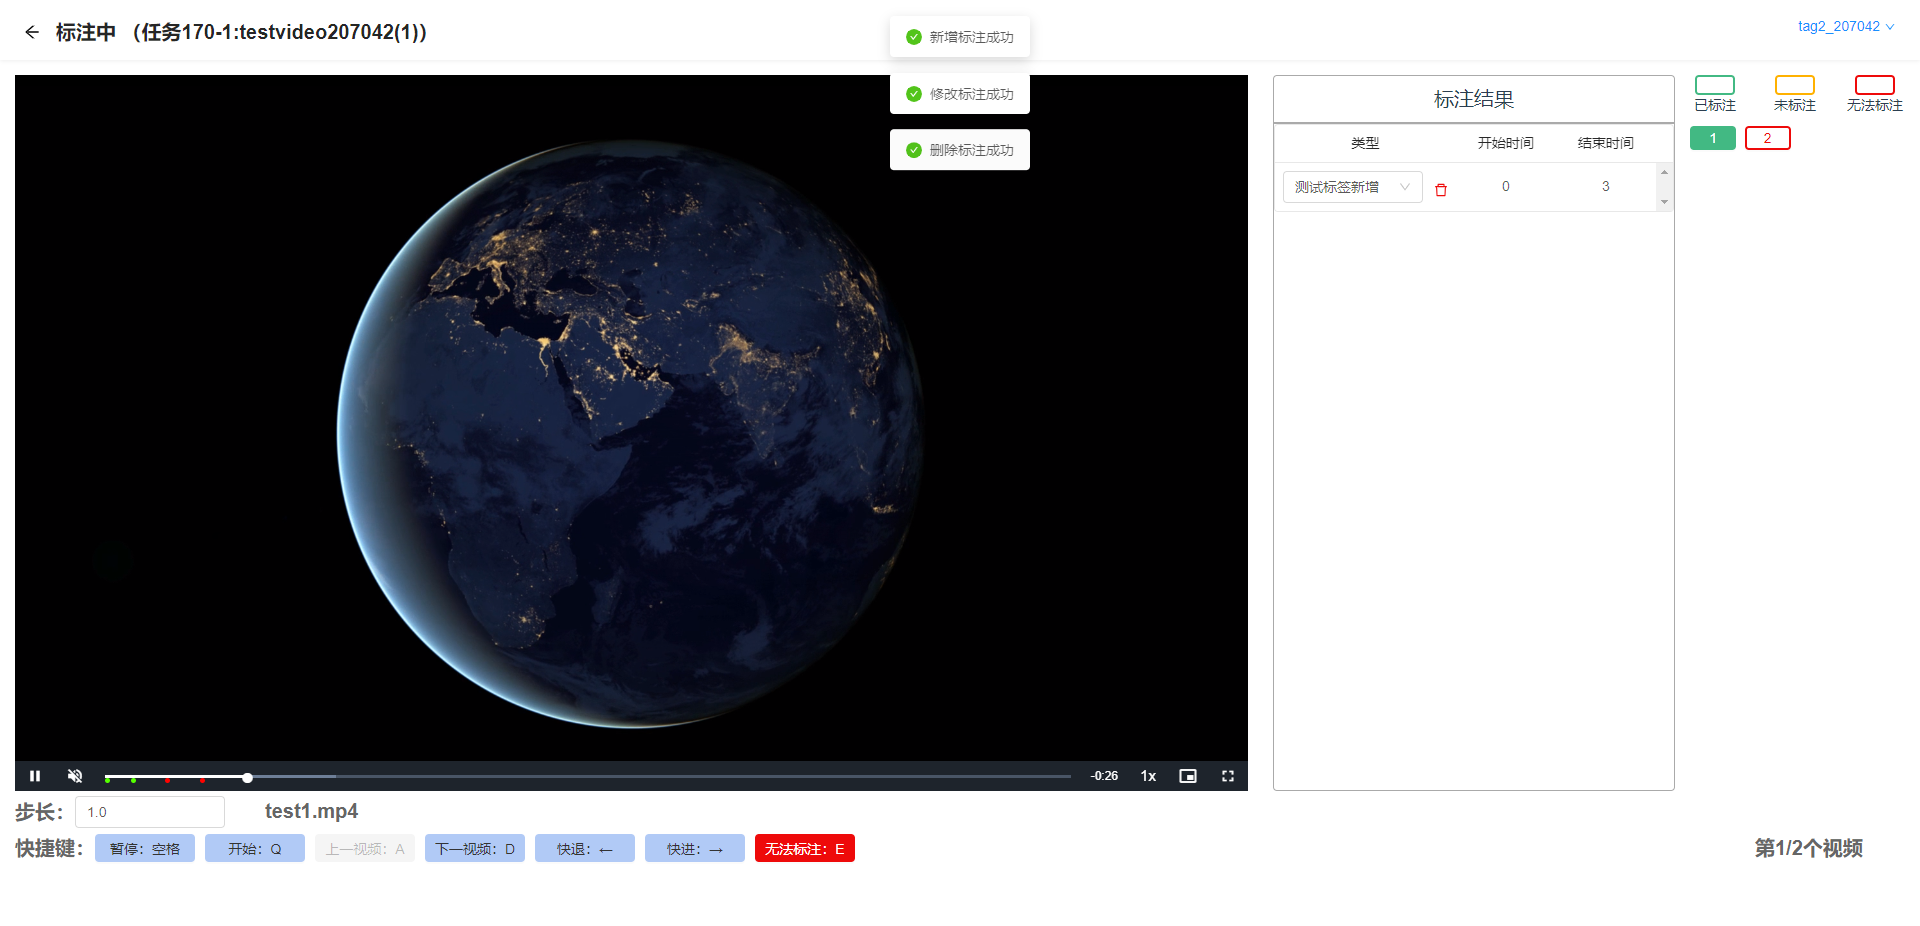 标注中 （任务170-1:testvideo207042(1)）
tag2_207042
新增标注成功
修改标注成功
删除标注成功
标注结果
类型 开始时间 结束时间
测试标签新增 0 3
已标注 未标注 无法标注
1 2
-0:26 1x
步长： 1.0 test1.mp4
快捷键： 暂停：空格 开始：Q 上一视频：A 下一视频：D 快退：← 快进：→ 无法标注：E
第1/2个视频